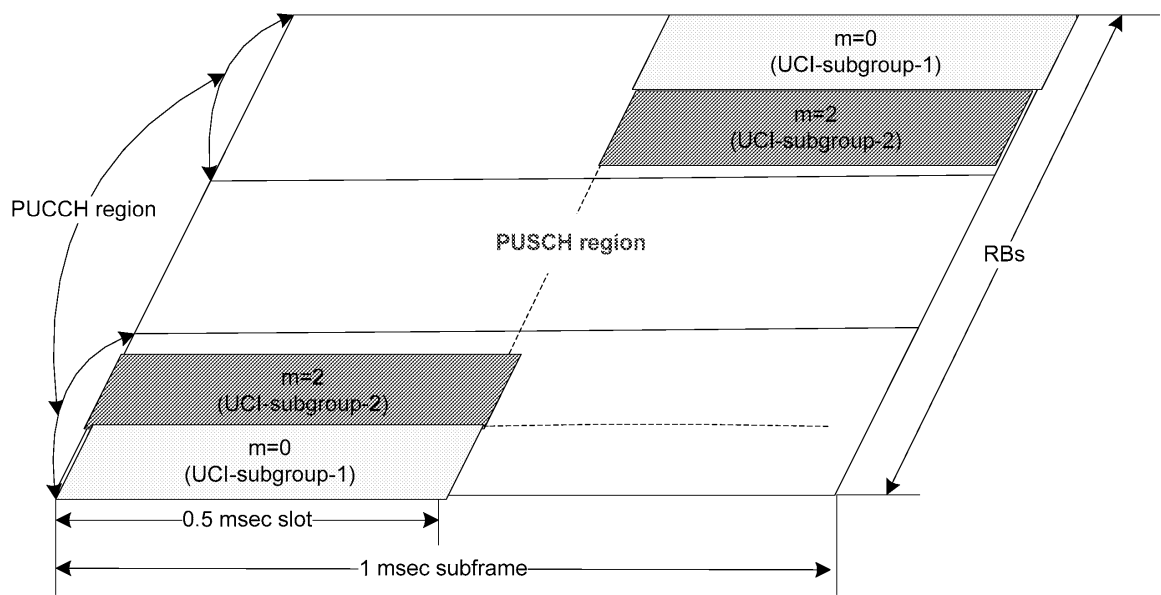 m=0
(UCI-subgroup-1)
m=2
(UCI-subgroup-2)
PUCCH region
PUSCH region
RBs
m=2
(UCI-subgroup-2)
m=0
(UCI-subgroup-1)
0.5 msec slot
1 msec subframe